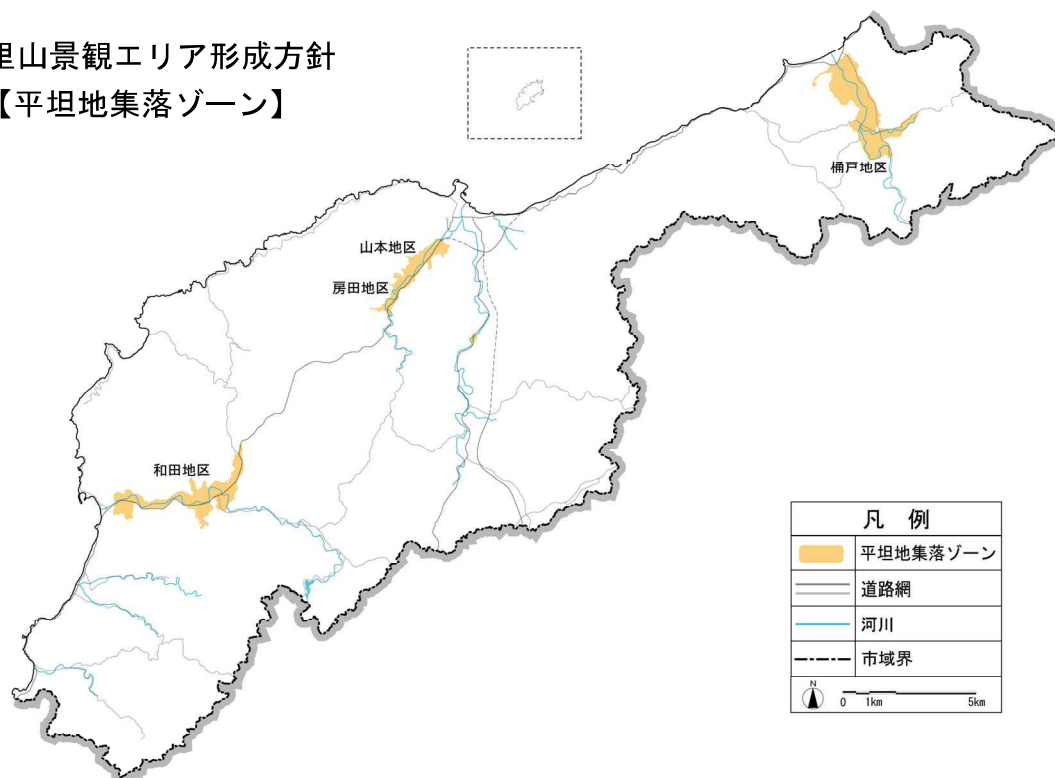 里山景観エリア形成方針
【平坦地集落ゾーン】
桶戸地区
山本地区
房田地区
和田地区
凡 例
平坦地集落ゾーン
道路網
河川
市域界
N
0 1km 5km